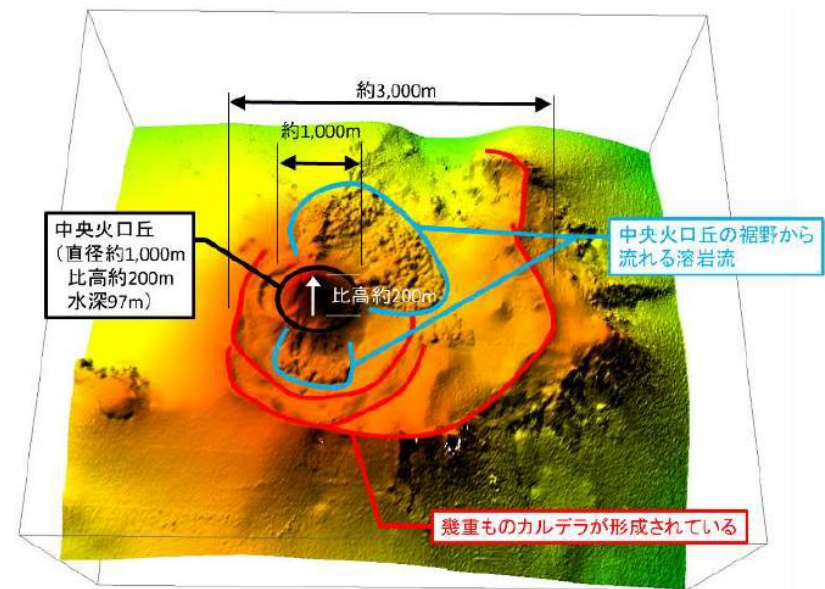 約3,000m
約1,000m
中央火口丘
（直径約1,000m
比高約200m
水深97m）
中央火口丘の裾野から
流れる溶岩流
比高約200m
幾重ものカルデラが形成されている